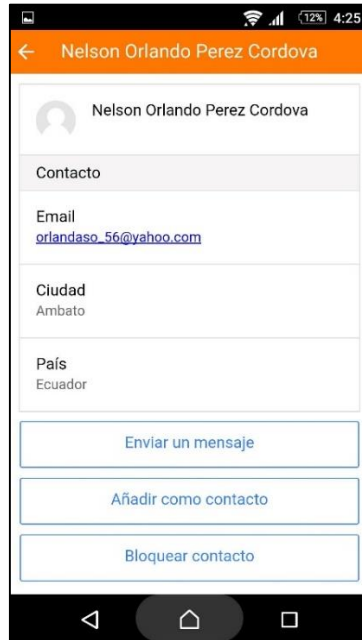 12% 4:25
Nelson Orlando Perez Cordova
Nelson Orlando Perez Cordova
Contacto
Email
orlandaso_56@yahoo.com
Ciudad
Ambato
País
Ecuador
Enviar un mensaje
Añadir como contacto
Bloquear contacto